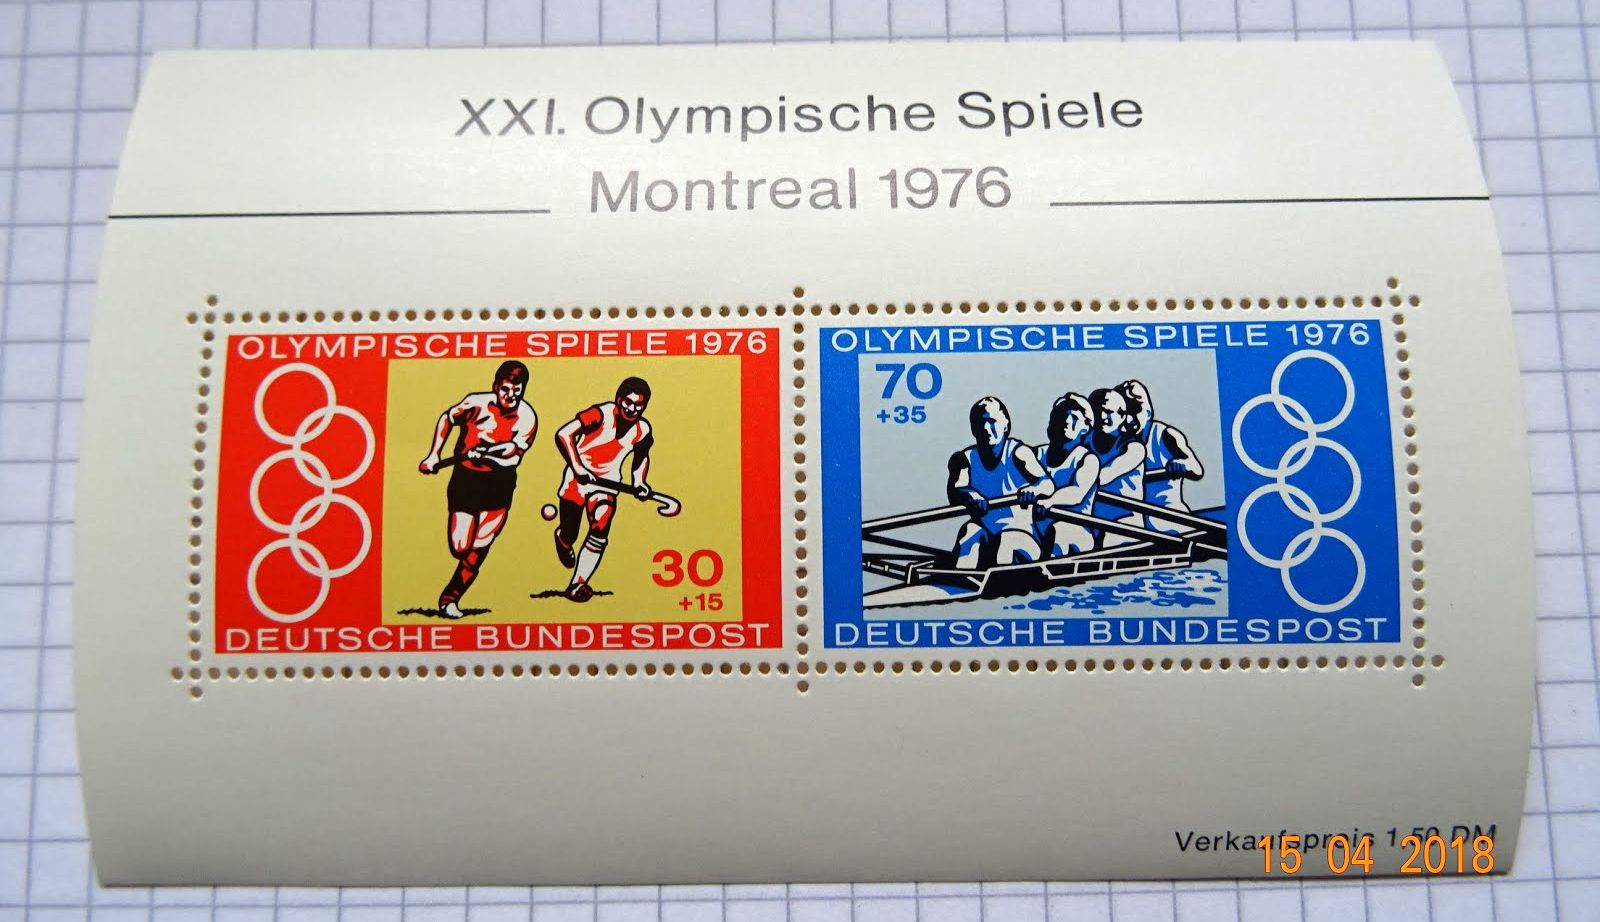 XXI. Olympische Spiele
Montreal 1976
OLYMPISCHE SPIELE 1976
30
+15
DEUTSCHE BUNDESPOST
OLYMPISCHE SPIELE 1976
70
+35
DEUTSCHE BUNDESPOST
Verkaufspreis 1,50 DM
15 04 2018